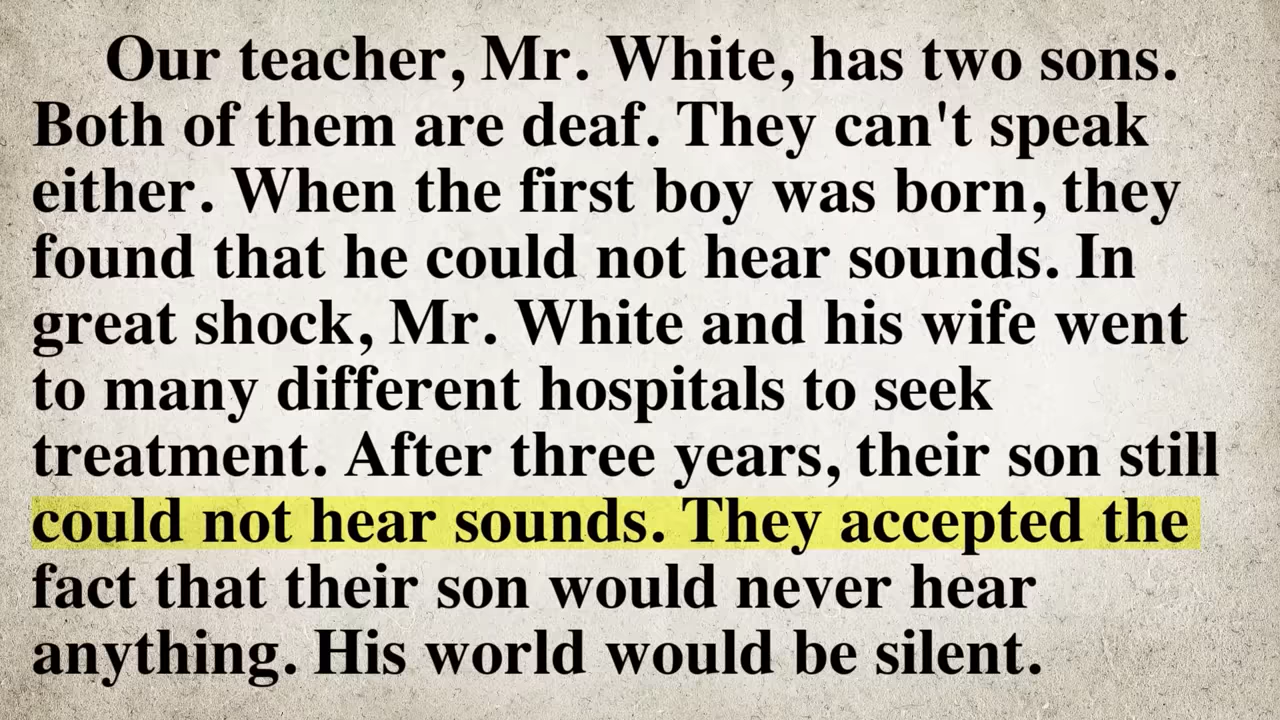 Our teacher, Mr. White, has two sons.
Both of them are deaf. They can't speak
either. When the first boy was born, they
found that he could not hear sounds. In
great shock, Mr. White and his wife went
to many different hospitals to seek
treatment. After three years, their son still
could not hear sounds. They accepted the
fact that their son would never hear
anything. His world would be silent.